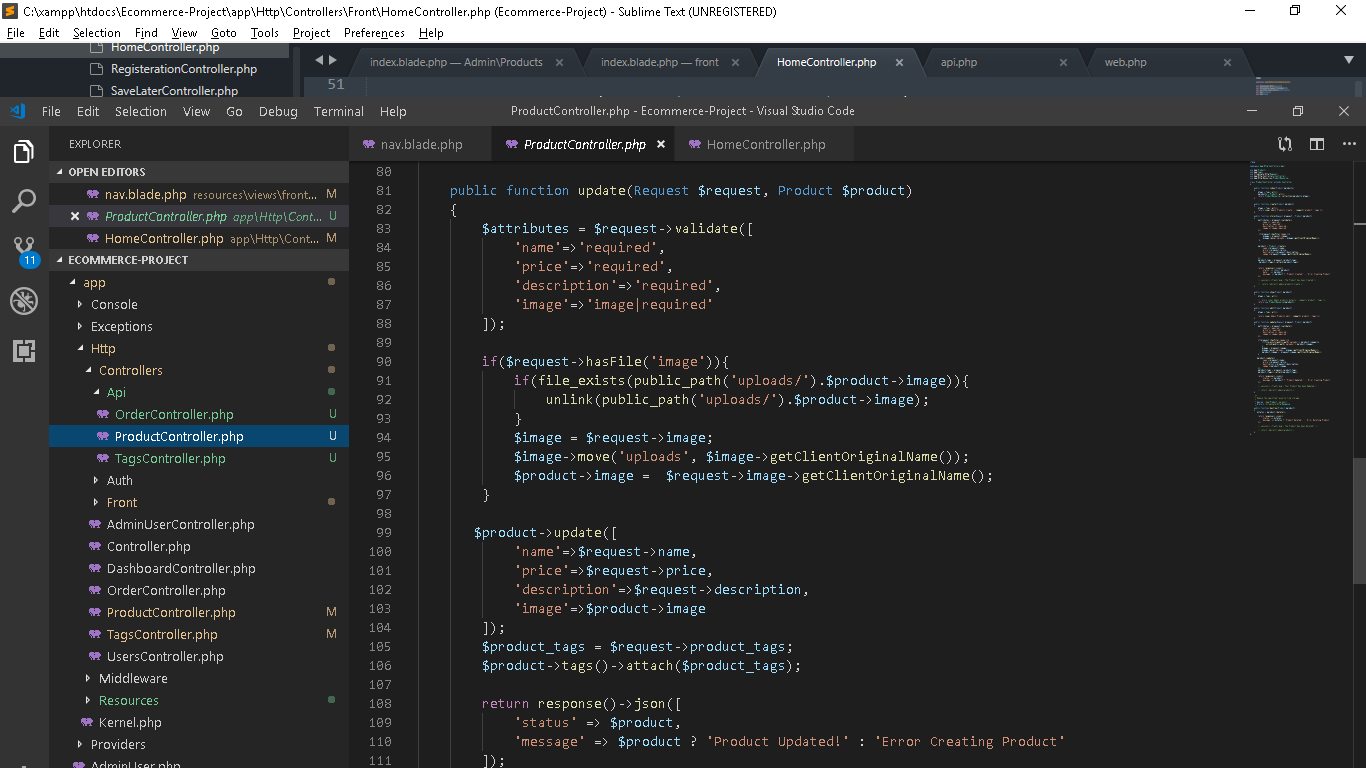 C:\xampp\htdocs\Ecommerce-Project\app\Http\Controllers\Front\HomeController.php (Ecommerce-Project) - Sublime Text (UNREGISTERED)
File Edit Selection Find View Goto Tools Project Preferences Help
HomeController.php
RegisterationController.php
SaveLaterController.php
index.blade.php — Admin\Products
index.blade.php — front
HomeController.php
api.php
web.php
51
File Edit Selection View Go Debug Terminal Help
ProductController.php - Ecommerce-Project - Visual Studio Code
EXPLORER
OPEN EDITORS
nav.blade.php resources\views\front... M
ProductController.php app\Http\Cont... U
HomeController.php app\Http\Cont... M
11
ECOMMERCE-PROJECT
app
Console
Exceptions
Http
Controllers
Api
OrderController.php U
ProductController.php U
TagsController.php U
Auth
Front
AdminUserController.php
Controller.php
DashboardController.php
OrderController.php
ProductController.php M
TagsController.php M
UsersController.php
Middleware
Resources
Kernel.php
Providers
AdminUser.php
nav.blade.php
ProductController.php
HomeController.php
80
81 public function update(Request $request, Product $product)
82 {
83 $attributes = $request->validate([
84 'name'=>'required',
85 'price'=>'required',
86 'description'=>'required',
87 'image'=>'image|required'
88 ]);
89
90 if($request->hasFile('image')){
91 if(file_exists(public_path('uploads/').$product->image)){
92 unlink(public_path('uploads/').$product->image);
93 }
94 $image = $request->image;
95 $image->move('uploads', $image->getClientOriginalName());
96 $product->image =  $request->image->getClientOriginalName();
97 }
98
99 $product->update([
100 'name'=>$request->name,
101 'price'=>$request->price,
102 'description'=>$request->description,
103 'image'=>$product->image
104 ]);
105 $product_tags = $request->product_tags;
106 $product->tags()->attach($product_tags);
107
108 return response()->json([
109 'status' => $product,
110 'message' => $product ? 'Product Updated!' : 'Error Creating Product'
111 ]);